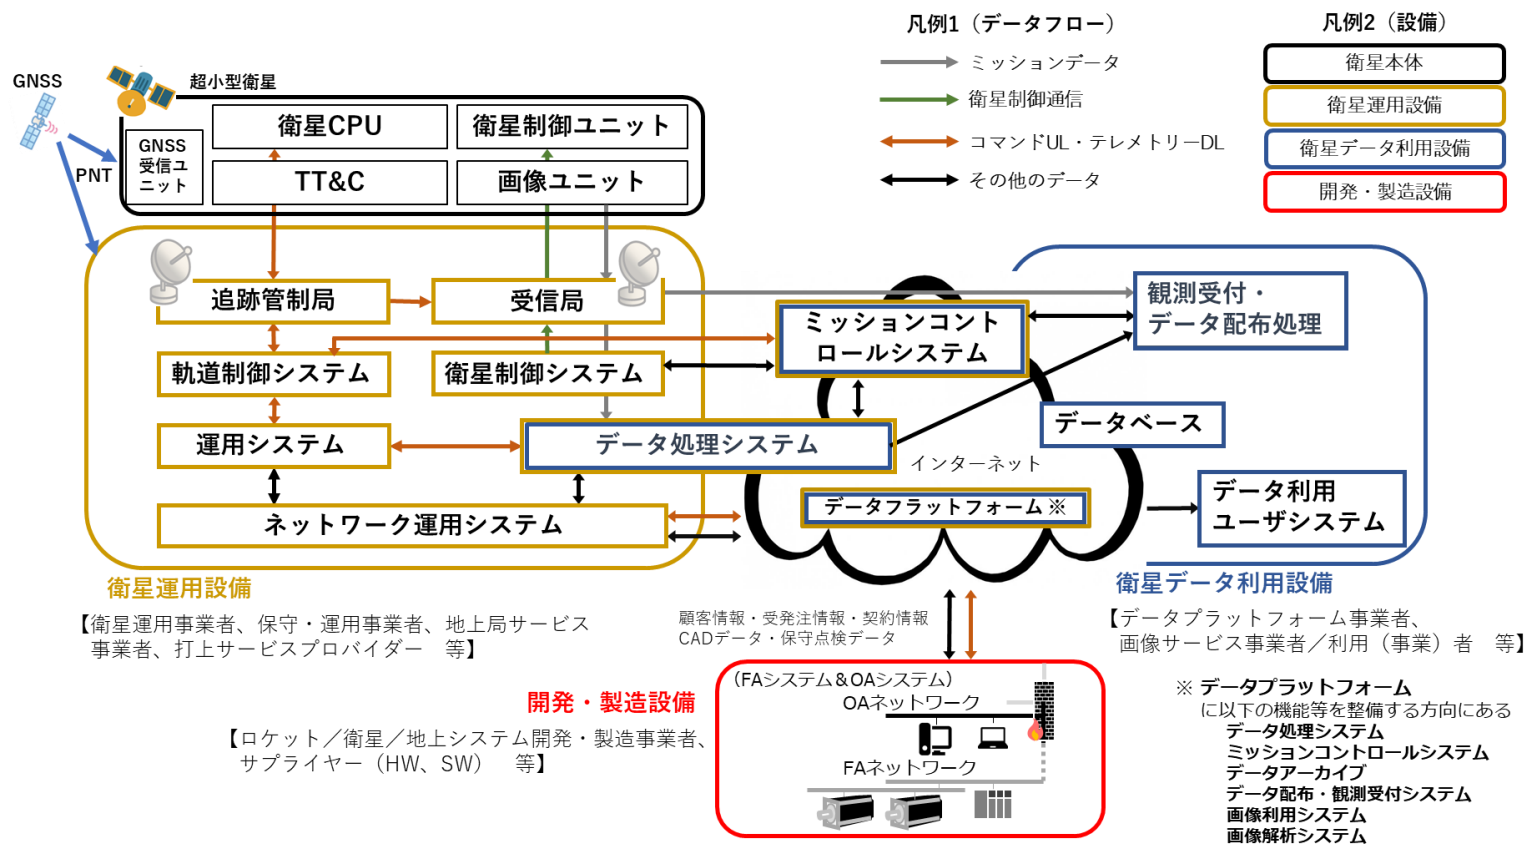 凡例1（データフロー）
ミッションデータ
衛星制御通信
コマンドUL・テレメトリーDL
その他のデータ
凡例2（設備）
衛星本体
衛星運用設備
衛星データ利用設備
開発・製造設備
GNSS
PNT
超小型衛星
GNSS
受信ユ
ニット
衛星CPU
衛星制御ユニット
TT&C
画像ユニット
追跡管制局
受信局
軌道制御システム
衛星制御システム
運用システム
データ処理システム
ネットワーク運用システム
ミッションコント
ロールシステム
観測受付・
データ配布処理
データベース
インターネット
データフラットフォーム※
データ利用
ユーザシステム
衛星運用設備
【衛星運用事業者、保守・運用事業者、地上局サービス
事業者、打上サービスプロバイダー　等】
衛星データ利用設備
【データプラットフォーム事業者、
画像サービス事業者／利用（事業）者　等】
顧客情報・受発注情報・契約情報
CADデータ・保守点検データ
開発・製造設備
【ロケット／衛星／地上システム開発・製造事業者、
サプライヤー（HW、SW）　等】
（FAシステム＆OAシステム）
OAネットワーク
FAネットワーク
※ データプラットフォーム
に以下の機能等を整備する方向にある
データ処理システム
ミッションコントロールシステム
データアーカイブ
データ配布・観測受付システム
画像利用システム
画像解析システム